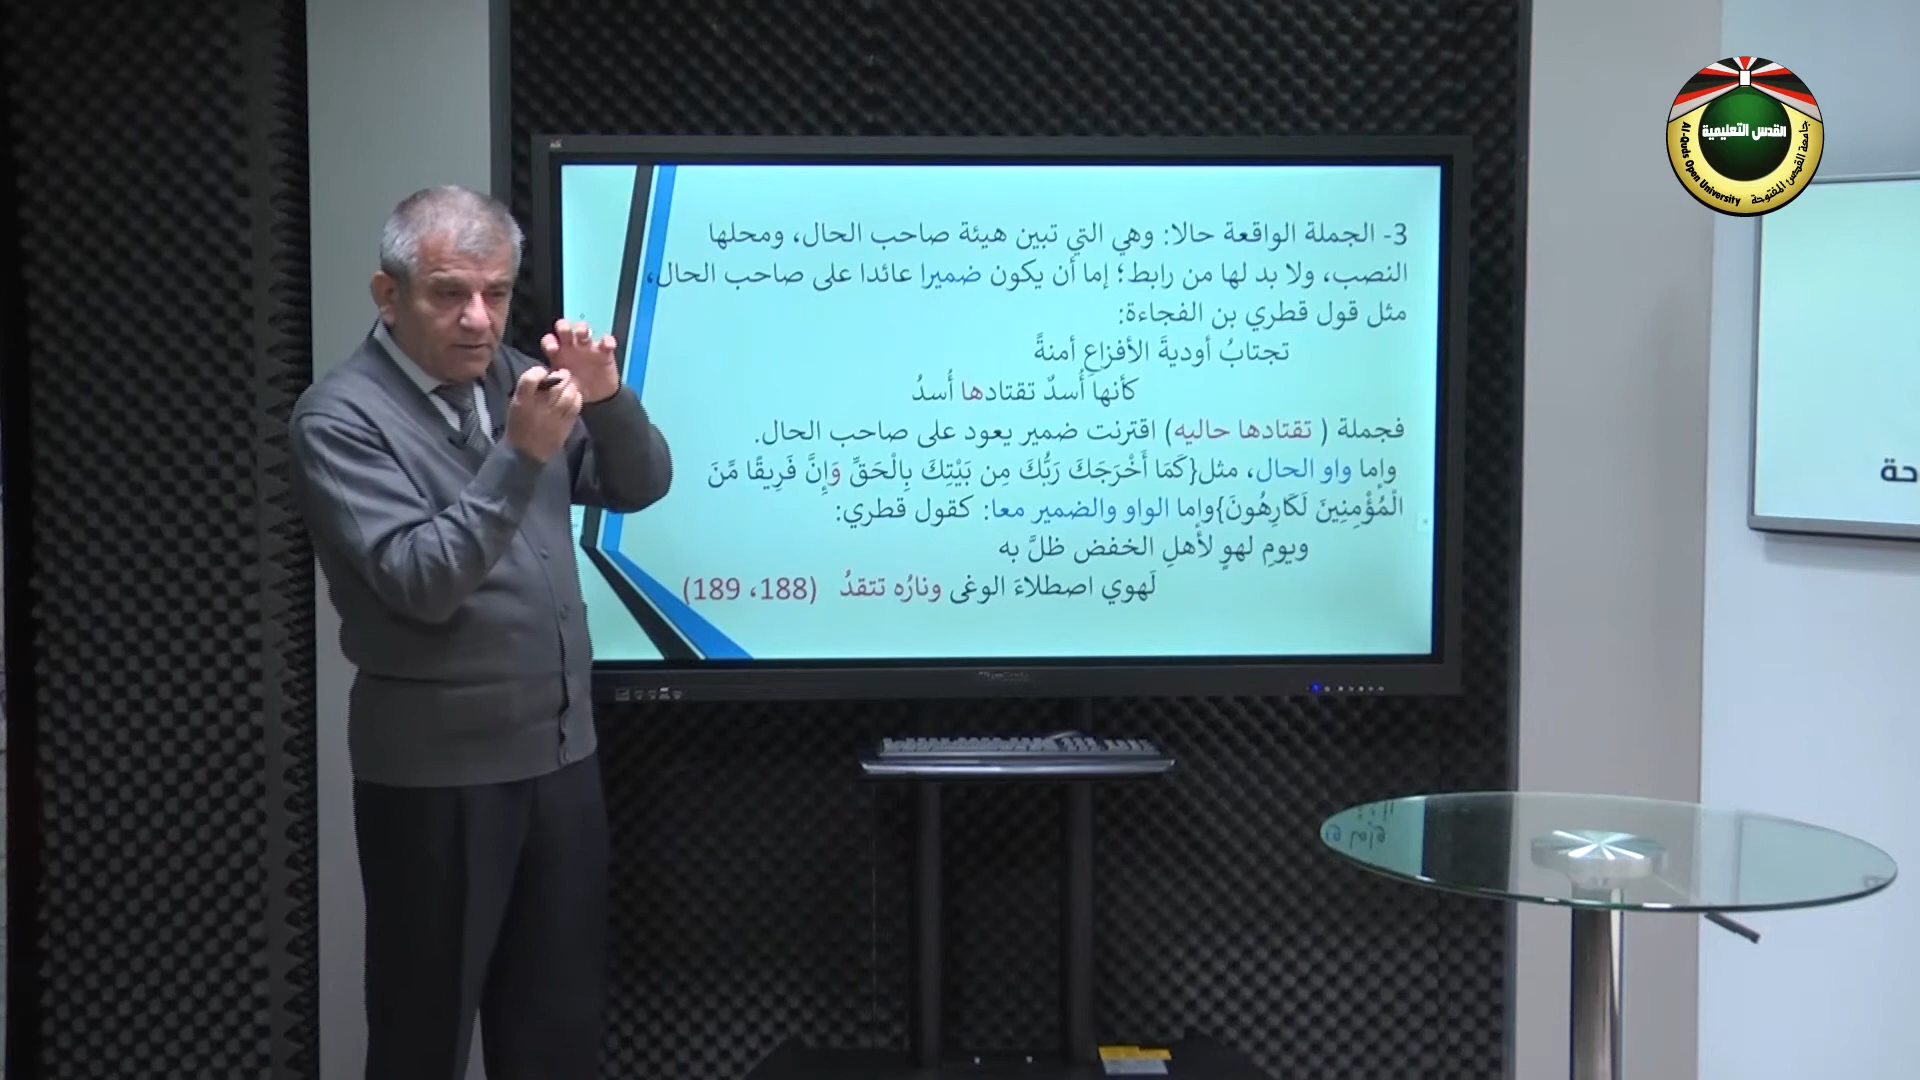 3- الجملة الواقعة حالا: وهي التي تبين هيئة صاحب الحال، ومحلها
النصب، ولا بد لها من رابط؛ إما أن يكون ضميرا عائدا على صاحب الحال،
مثل قول قطري بن الفجاءة:
تجتابُ أوديةَ الأفزاعِ أمنةً
كأنها أُسدٌ تقتادها أُسدُ
فجملة ( تقتادها حاليه) اقترنت ضمير يعود على صاحب الحال.
وإما واو الحال، مثل{كَمَا أَخْرَجَكَ رَبُّكَ مِن بَيْتِكَ بِالْحَقِّ وَإِنَّ فَرِيقًا مِّنَ
الْمُؤْمِنِينَ لَكَارِهُونَ}وإما الواو والضمير معا: كقول قطري:
ويومِ لهوٍ لأهلِ الخفض ظلَّ به
لَهوي اصطلاءَ الوغى ونارُه تتقدُ (188، 189)
القدس التعليمية
جامعة القدس المفتوحة
Al-Quds Open University
حة